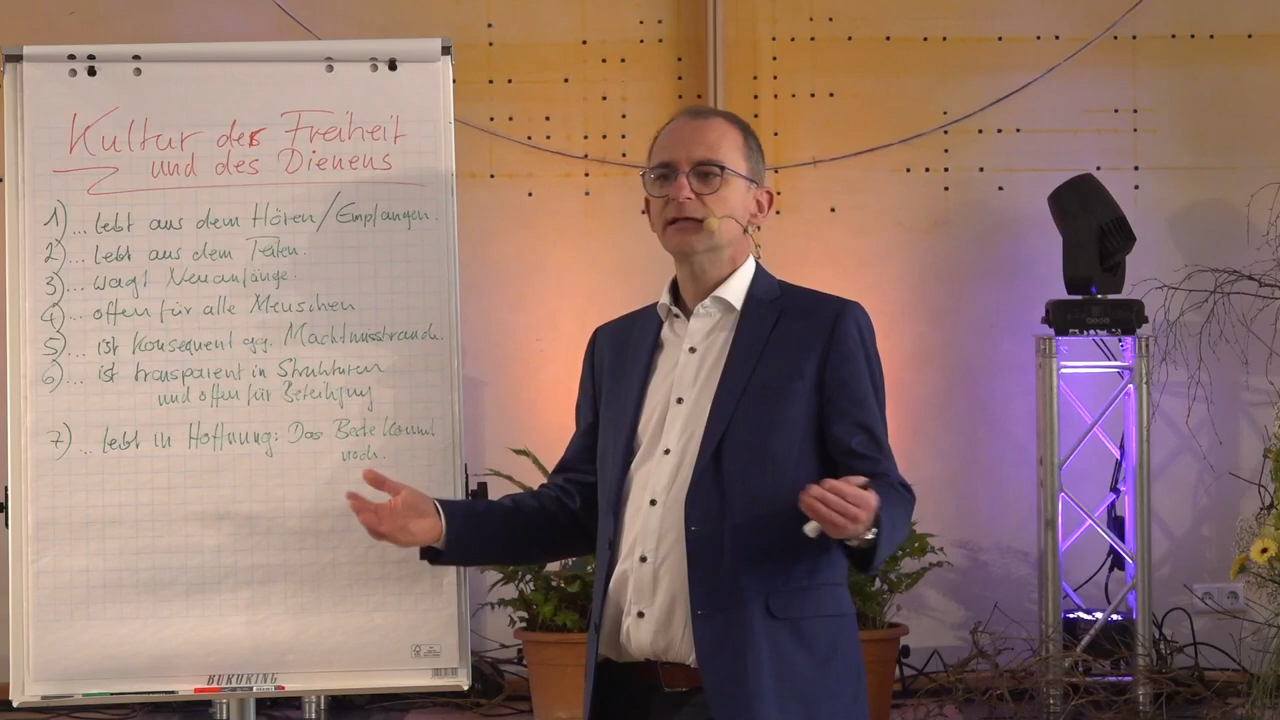 Kultur der Freiheit
und des Dienens
1) ... lebt aus dem Hören/Empfangen.
2) ... lebt aus dem Teilen.
3) ... wagt Neuanfänge.
4) ... offen für alle Menschen
5) ... ist konsequent ggü. Machtmissbrauch.
6) ... ist transparent in Strukturen
und offen für Beteiligung
7) ... lebt in Hoffnung: Das Beste kommt
noch.